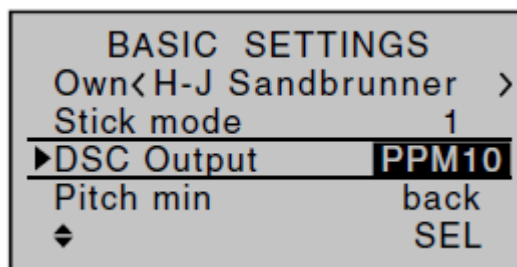 BASIC SETTINGS
Own<H-J Sandbrunner >
Stick mode 1
▶DSC Output PPM10
Pitch min back
SEL